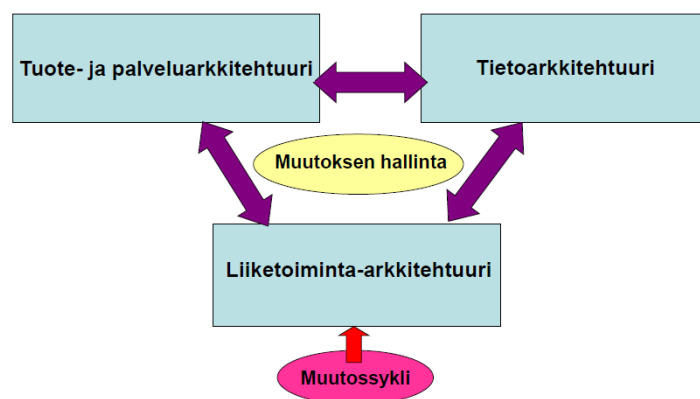 Tuote- ja palveluarkkitehtuuri
Tietoarkkitehtuuri
Muutoksen hallinta
Liiketoiminta-arkkitehtuuri
Muutossykli